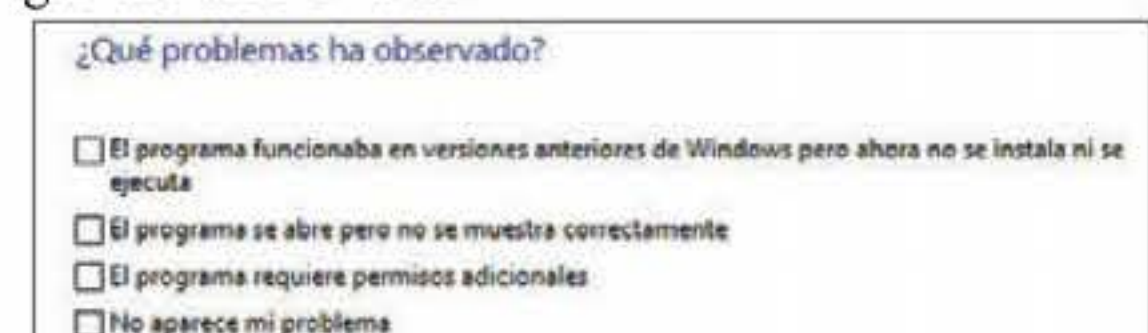 ¿Qué problemas ha observado?
El programa funcionaba en versiones anteriores de Windows pero ahora no se instala ni se
ejecuta
El programa se abre pero no se muestra correctamente
El programa requiere permisos adicionales
No aparece mi problema